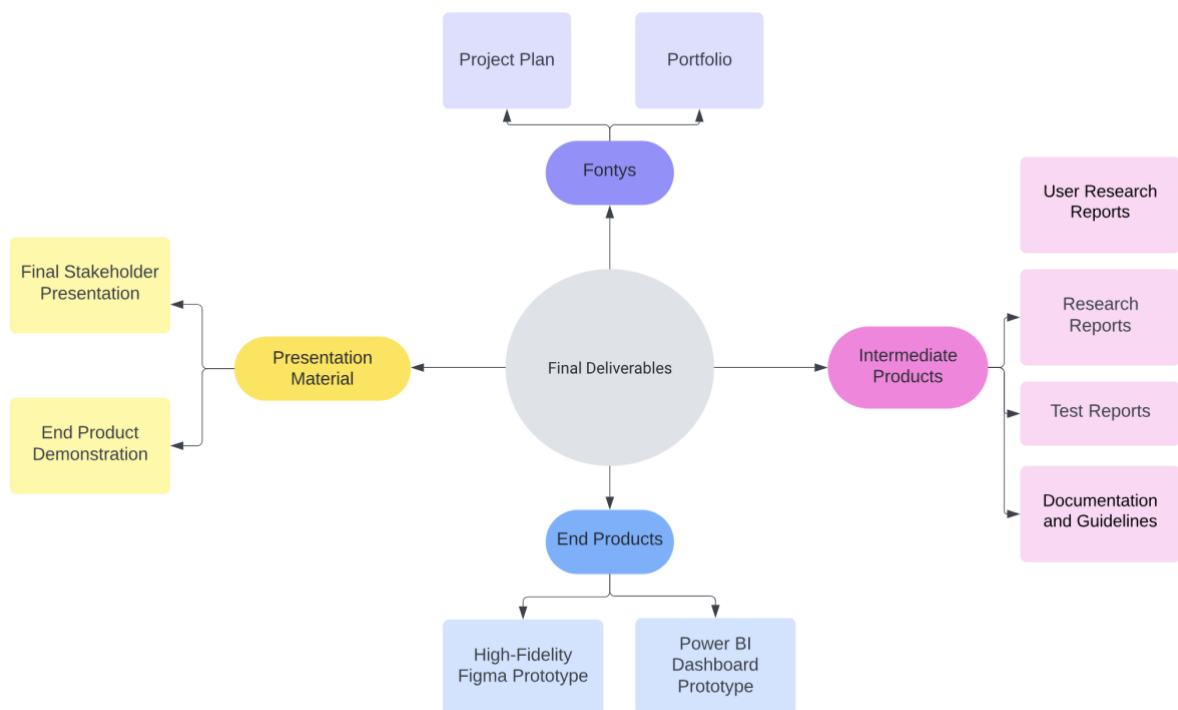 Project Plan
Portfolio
Fontys
User Research
Reports
Final Stakeholder
Presentation
Research
Reports
Presentation
Material
Final Deliverables
Intermediate
Products
Test Reports
End Product
Demonstration
Documentation
and Guidelines
End Products
High-Fidelity
Figma Prototype
Power BI
Dashboard
Prototype